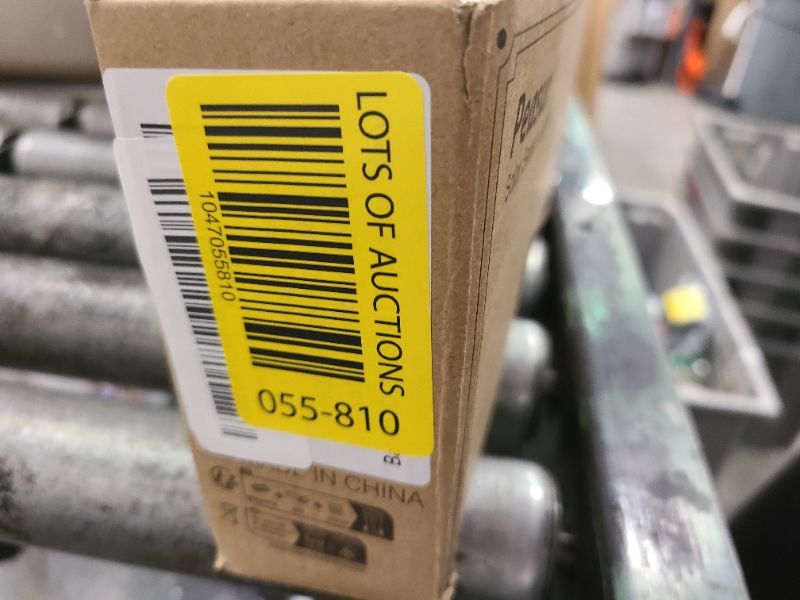 LOTS OF AUCTIONS
1047055810
055-810
MADE IN CHINA